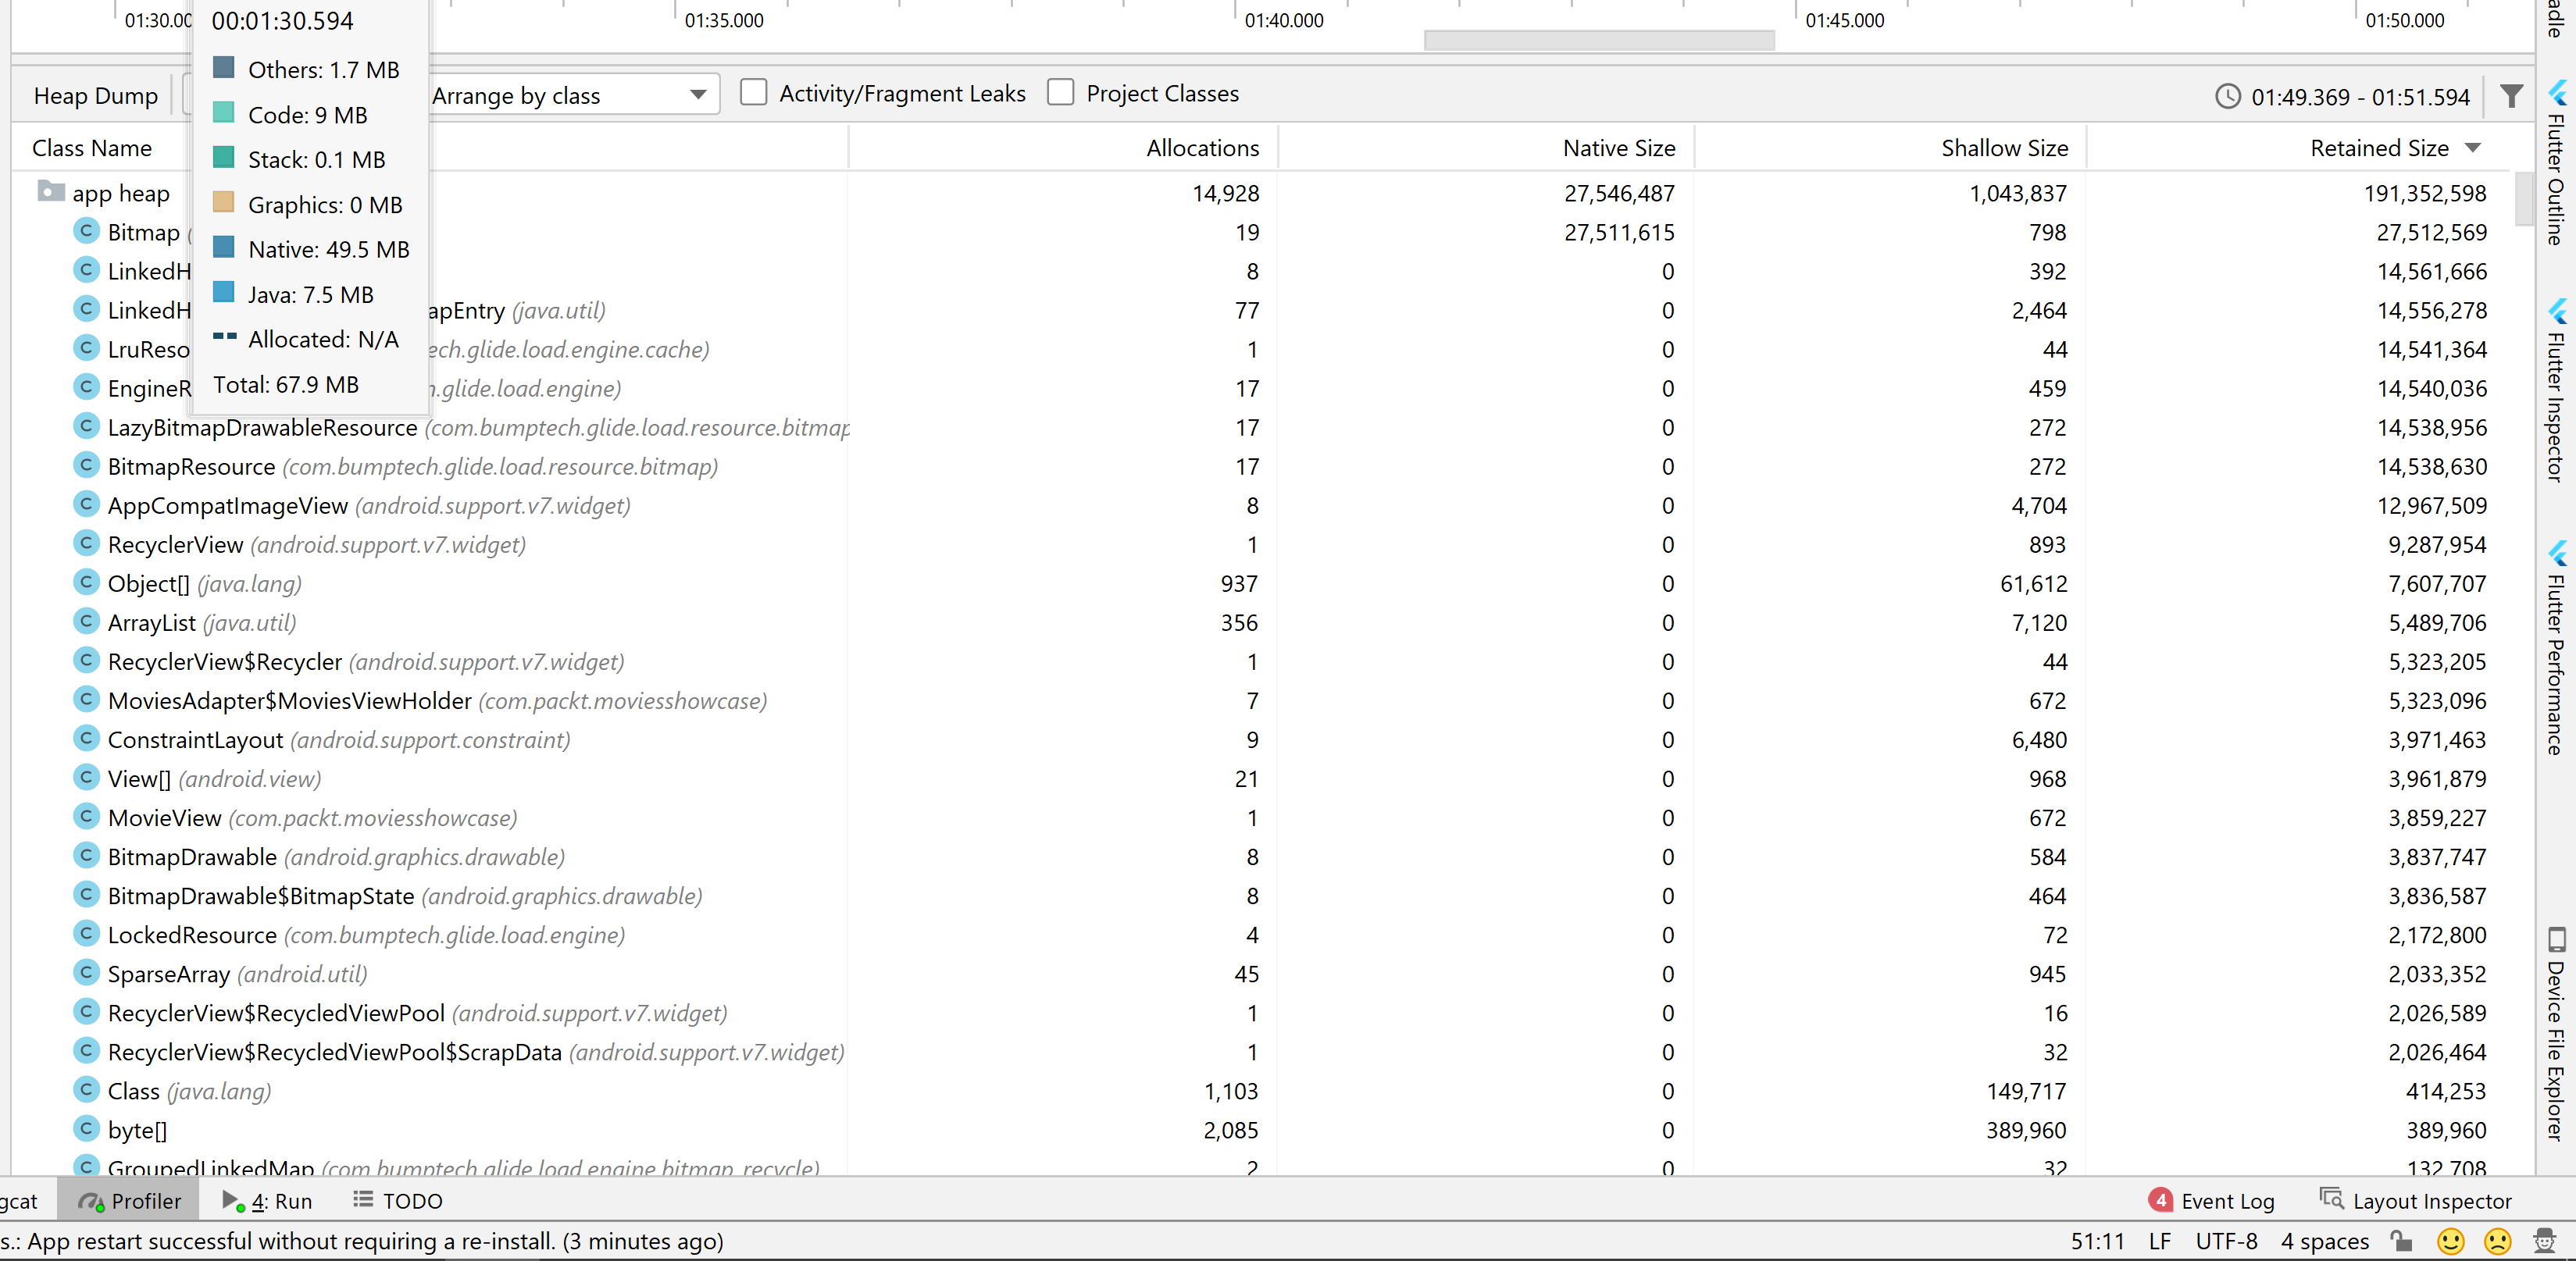 01:30.00
01:35.000
01:40.000
01:45.000
01:50.000
00:01:30.594
Others: 1.7 MB
Code: 9 MB
Stack: 0.1 MB
Graphics: 0 MB
Native: 49.5 MB
Java: 7.5 MB
Allocated: N/A
Total: 67.9 MB
Heap Dump
Arrange by class
Activity/Fragment Leaks
Project Classes
01:49.369 - 01:51.594
Class Name Allocations Native Size Shallow Size Retained Size
app heap 14,928 27,546,487 1,043,837 191,352,598
Bitmap ( 19 27,511,615 798 27,512,569
LinkedH 8 0 392 14,561,666
LinkedH apEntry (java.util) 77 0 2,464 14,556,278
LruReso ech.glide.load.engine.cache) 1 0 44 14,541,364
EngineR .glide.load.engine) 17 0 459 14,540,036
LazyBitmapDrawableResource (com.bumptech.glide.load.resource.bitmap 17 0 272 14,538,956
BitmapResource (com.bumptech.glide.load.resource.bitmap) 17 0 272 14,538,630
AppCompatImageView (android.support.v7.widget) 8 0 4,704 12,967,509
RecyclerView (android.support.v7.widget) 1 0 893 9,287,954
Object[] (java.lang) 937 0 61,612 7,607,707
ArrayList (java.util) 356 0 7,120 5,489,706
RecyclerView$Recycler (android.support.v7.widget) 1 0 44 5,323,205
MoviesAdapter$MoviesViewHolder (com.packt.moviesshowcase) 7 0 672 5,323,096
ConstraintLayout (android.support.constraint) 9 0 6,480 3,971,463
View[] (android.view) 21 0 968 3,961,879
MovieView (com.packt.moviesshowcase) 1 0 672 3,859,227
BitmapDrawable (android.graphics.drawable) 8 0 584 3,837,747
BitmapDrawable$BitmapState (android.graphics.drawable) 8 0 464 3,836,587
LockedResource (com.bumptech.glide.load.engine) 4 0 72 2,172,800
SparseArray (android.util) 45 0 945 2,033,352
RecyclerView$RecycledViewPool (android.support.v7.widget) 1 0 16 2,026,589
RecyclerView$RecycledViewPool$ScrapData (android.support.v7.widget) 1 0 32 2,026,464
Class (java.lang) 1,103 0 149,717 414,253
byte[] 2,085 0 389,960 389,960
GroupedLinkedMap (com.bumptech.glide.load.engine.bitmap_recycle) 2 0 32 132,708
adle
Flutter Outline
Flutter Inspector
Flutter Performance
Device File Explorer
gcat
Profiler
4: Run
TODO
4 Event Log
Layout Inspector
s.: App restart successful without requiring a re-install. (3 minutes ago)
51:11 LF UTF-8 4 spaces